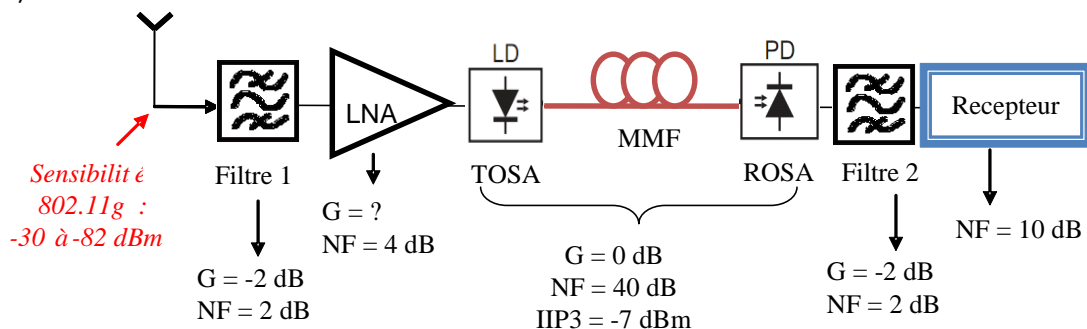 LD
PD
LNA
MMF
Recepteur
Sensibilit é
802.11g :
-30 à -82 dBm
Filtre 1
TOSA
ROSA
Filtre 2
G = ?
NF = 4 dB
G = -2 dB
NF = 2 dB
G = 0 dB
NF = 40 dB
IIP3 = -7 dBm
G = -2 dB
NF = 2 dB
NF = 10 dB